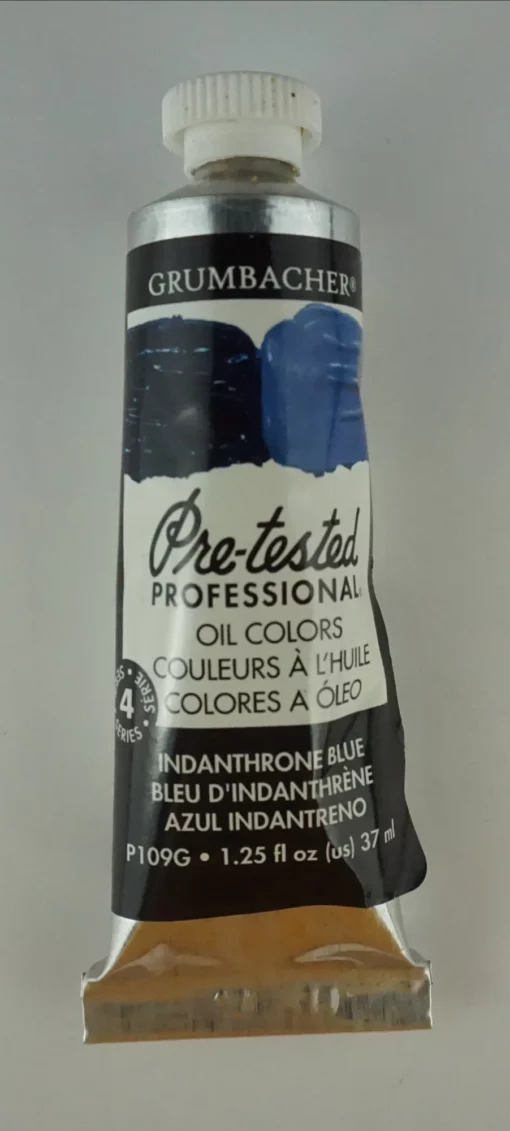 GRUMBACHER®
Pre-tested
PROFESSIONAL
OIL COLORS
COULEURS À L'HUILE
COLORES A ÓLEO
SÉRIE
4
SERIES
INDANTHRONE BLUE
BLEU D'INDANTHRÈNE
AZUL INDANTRENO
P109G • 1.25 fl oz (us) 37 ml